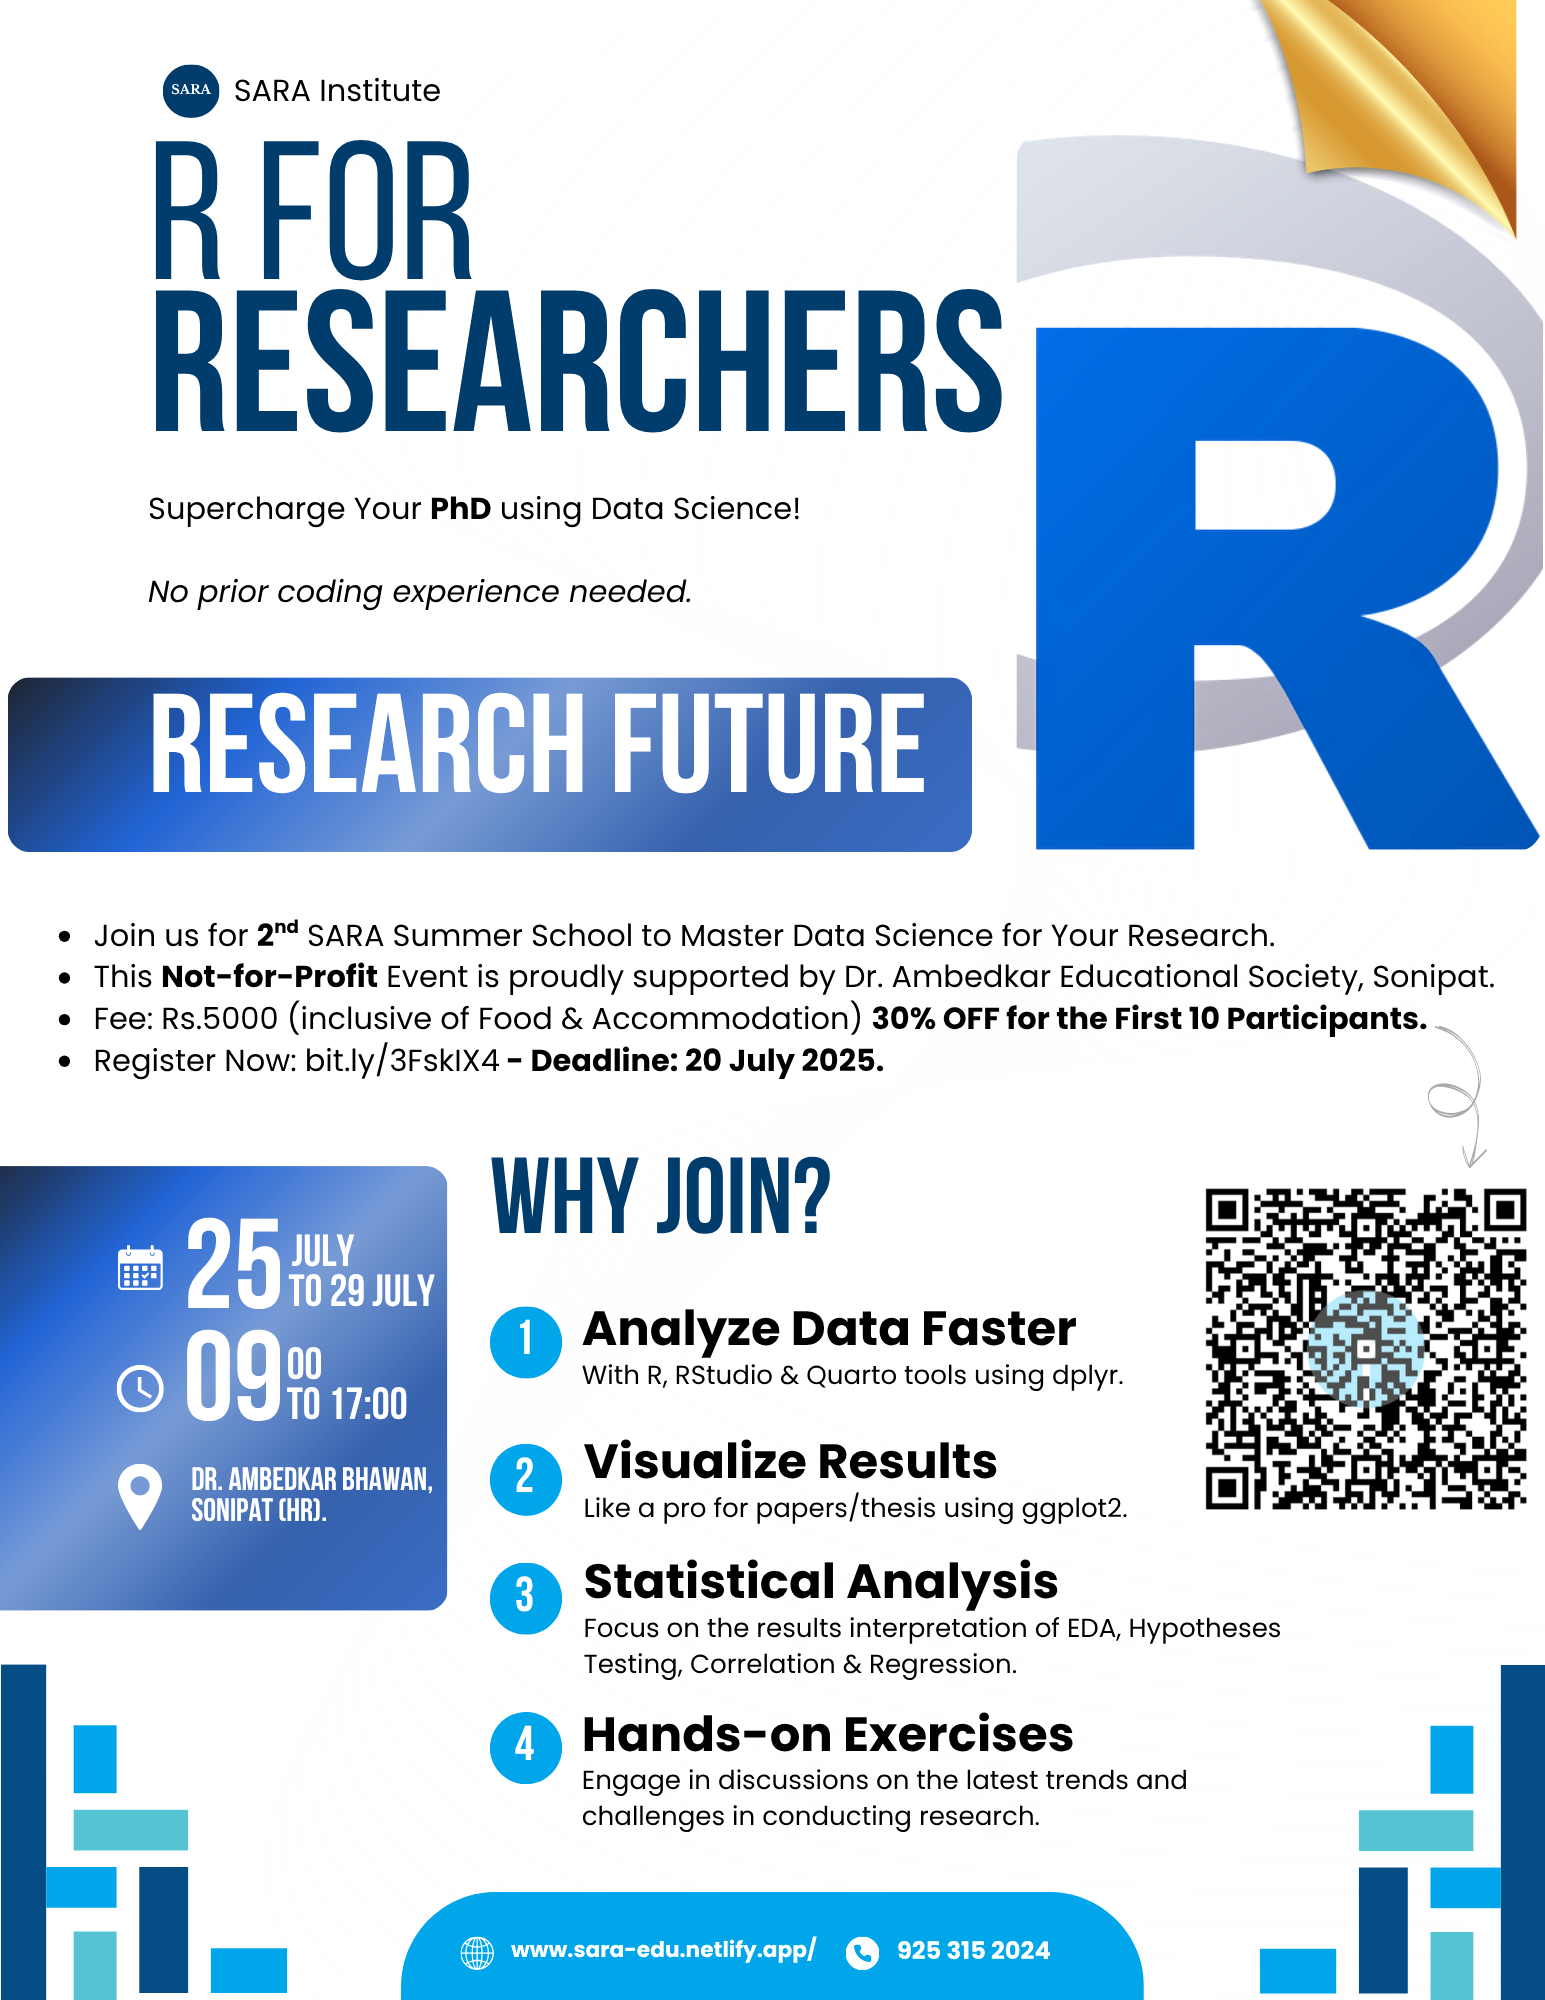 SARA
SARA Institute
R FOR
RESEARCHERS
Supercharge Your PhD using Data Science!
No prior coding experience needed.
RESEARCH FUTURE
R
• Join us for 2nd SARA Summer School to Master Data Science for Your Research.
• This Not-for-Profit Event is proudly supported by Dr. Ambedkar Educational Society, Sonipat.
• Fee: Rs.5000 (inclusive of Food & Accommodation) 30% OFF for the First 10 Participants.
• Register Now: bit.ly/3FskIX4 - Deadline: 20 July 2025.
25 JULY
TO 29 JULY
09 00
TO 17:00
DR. AMBEDKAR BHAWAN,
SONIPAT (HR).
WHY JOIN?
1 Analyze Data Faster
With R, RStudio & Quarto tools using dplyr.
2 Visualize Results
Like a pro for papers/thesis using ggplot2.
3 Statistical Analysis
Focus on the results interpretation of EDA, Hypotheses
Testing, Correlation & Regression.
4 Hands-on Exercises
Engage in discussions on the latest trends and
challenges in conducting research.
www.sara-edu.netlify.app/ 925 315 2024